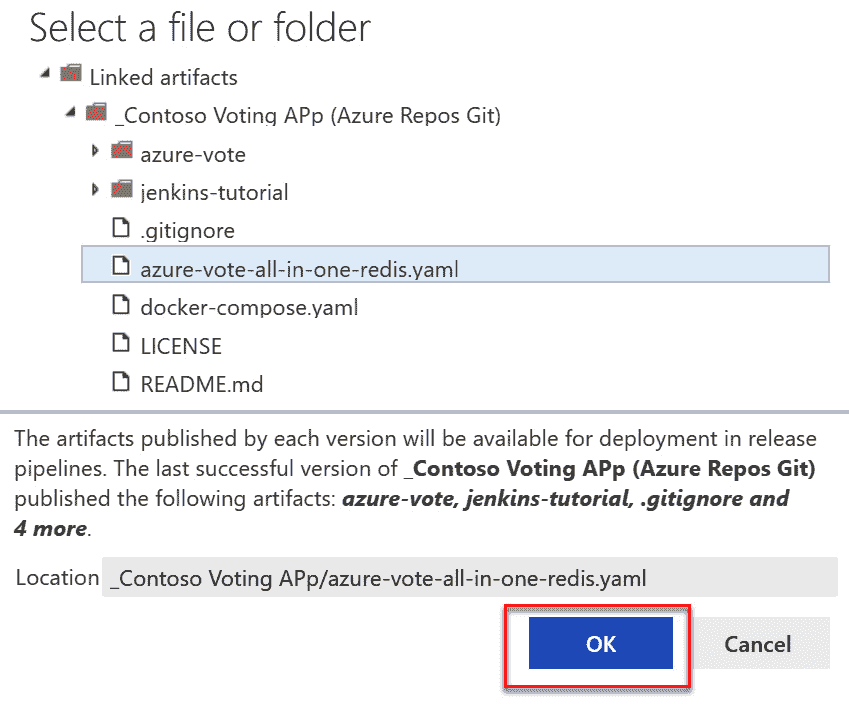 Select a file or folder
Linked artifacts
_Contoso Voting APp (Azure Repos Git)
azure-vote
jenkins-tutorial
.gitignore
azure-vote-all-in-one-redis.yaml
docker-compose.yaml
LICENSE
README.md
The artifacts published by each version will be available for deployment in release
pipelines. The last successful version of _Contoso Voting APp (Azure Repos Git)
published the following artifacts: azure-vote, jenkins-tutorial, .gitignore and
4 more.
Location _Contoso Voting APp/azure-vote-all-in-one-redis.yaml
OK Cancel